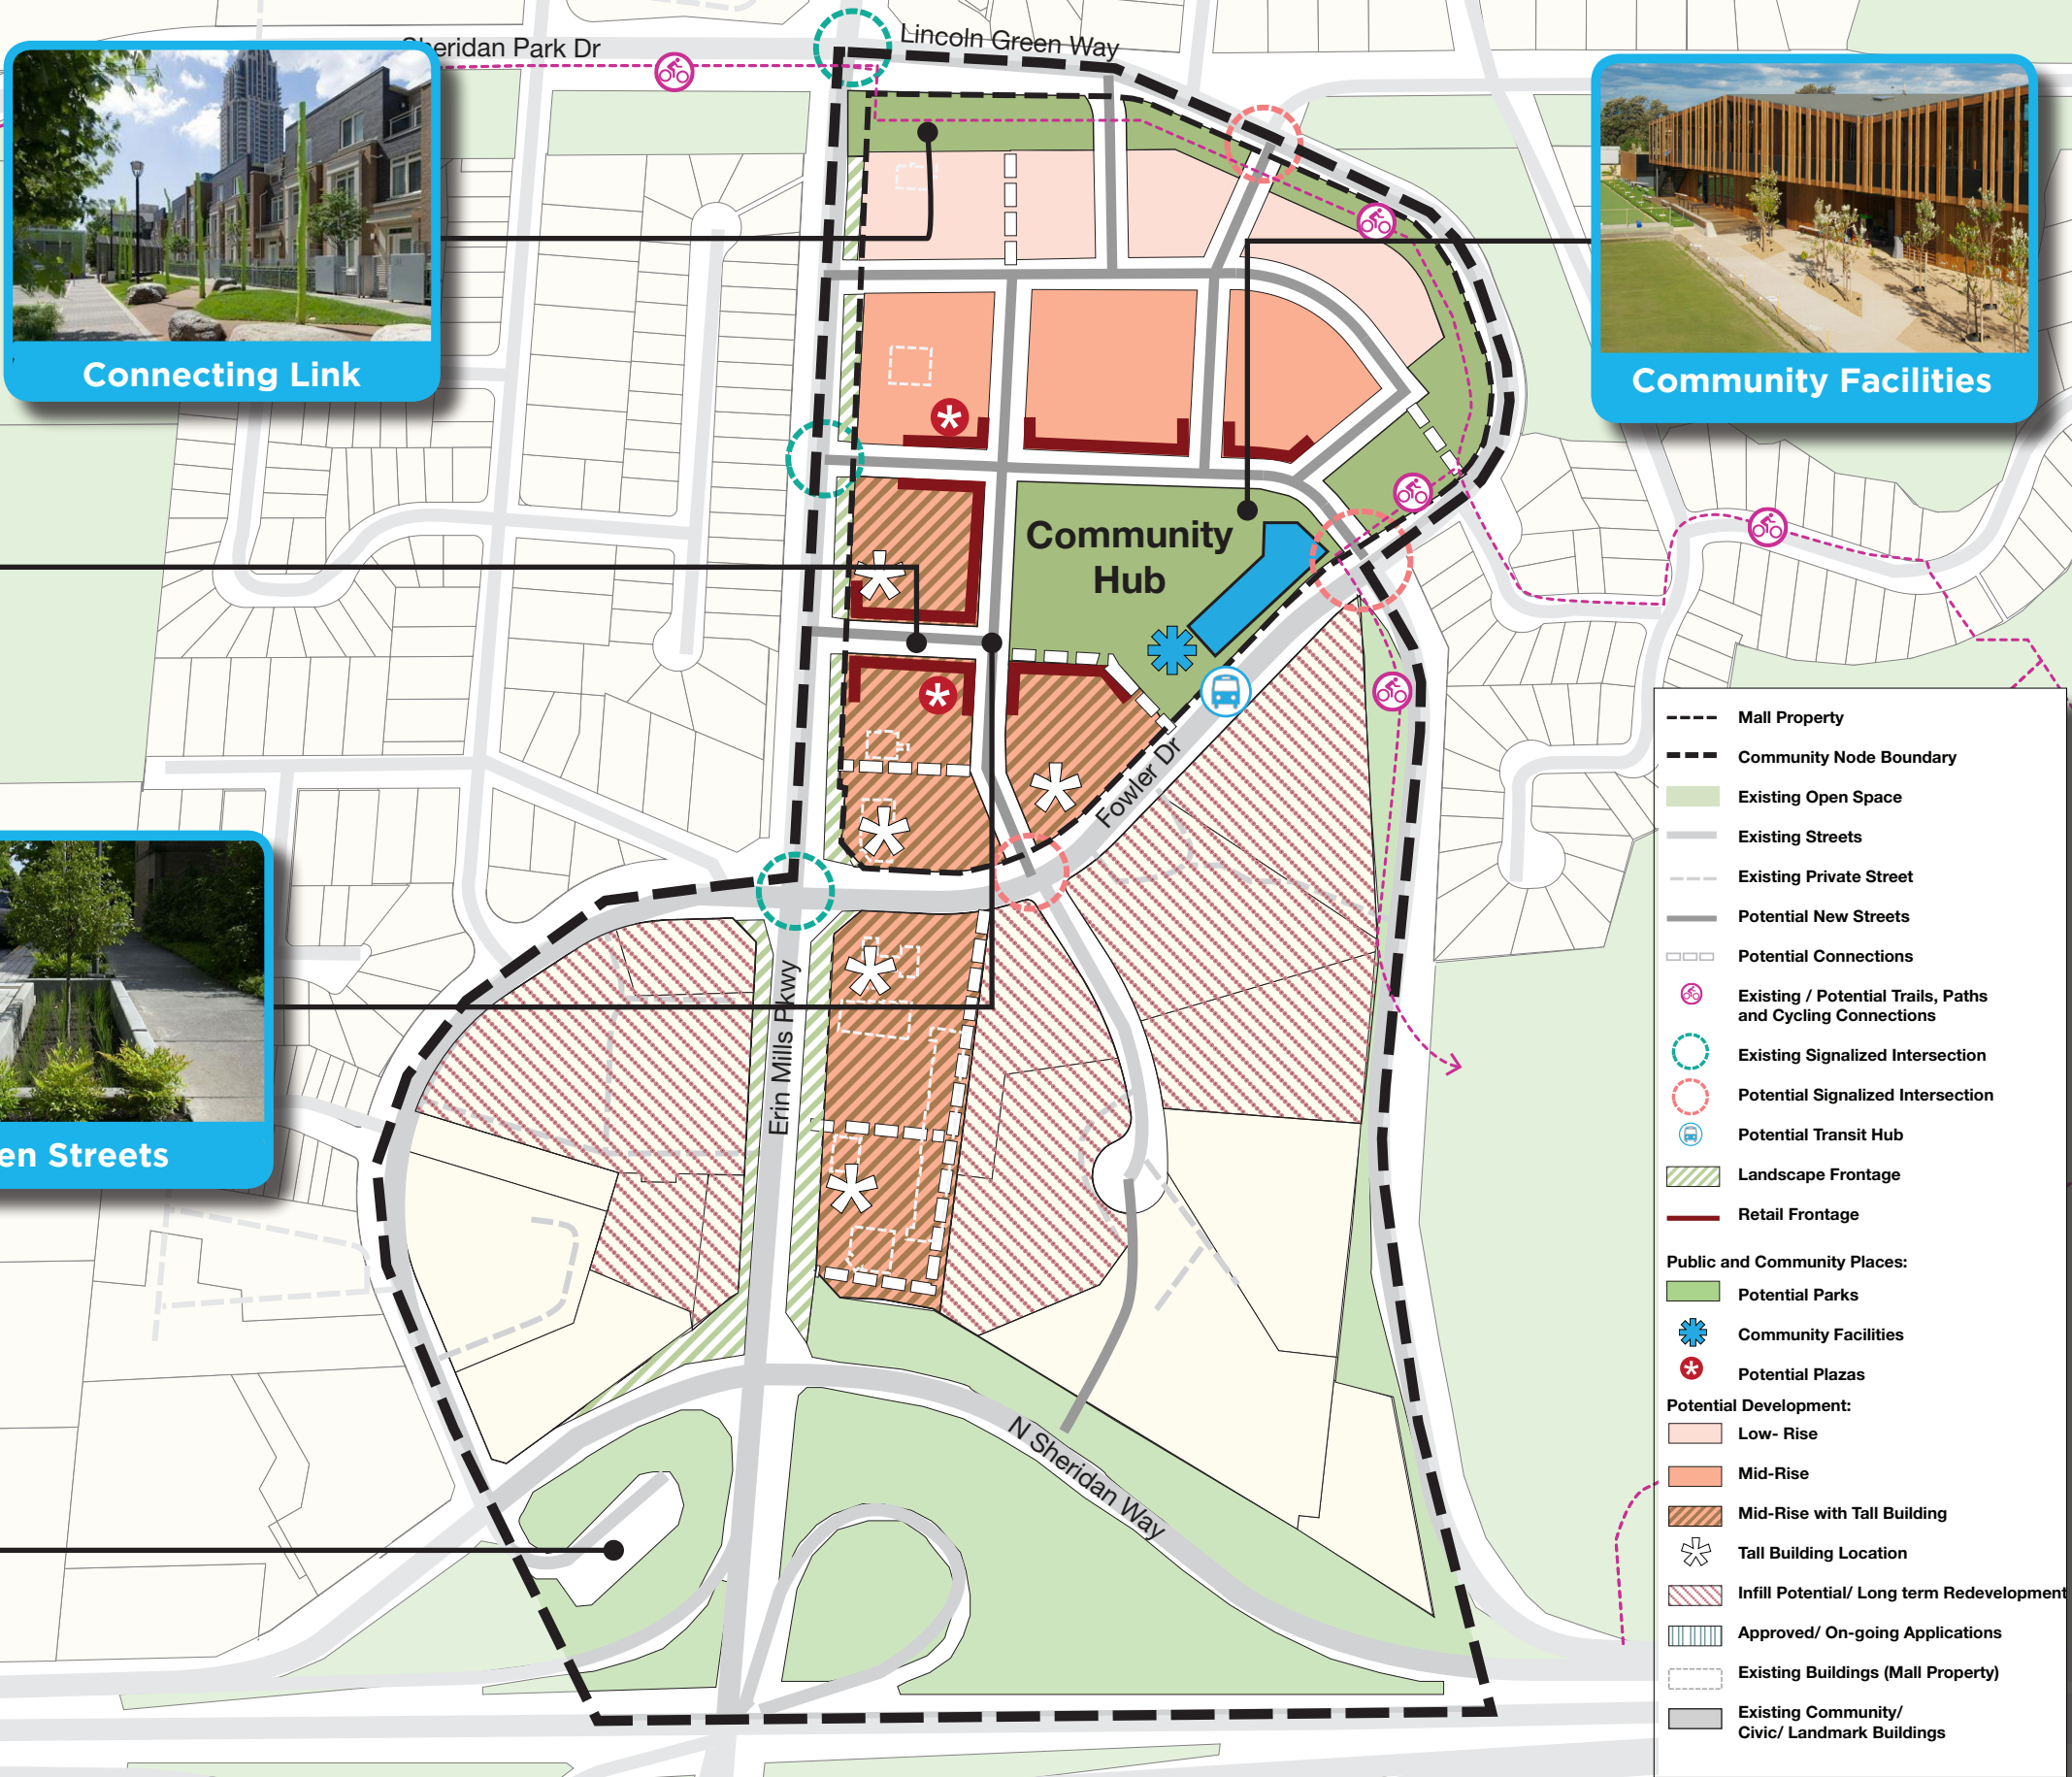 Sheridan Park Dr
Lincoln Green Way
Connecting Link
Community Facilities
Community
Hub
Fowler Dr
Erin Mills Pkwy
en Streets
N Sheridan Way
Mall Property
Community Node Boundary
Existing Open Space
Existing Streets
Existing Private Street
Potential New Streets
Potential Connections
Existing / Potential Trails, Paths
and Cycling Connections
Existing Signalized Intersection
Potential Signalized Intersection
Potential Transit Hub
Landscape Frontage
Retail Frontage
Public and Community Places:
Potential Parks
Community Facilities
Potential Plazas
Potential Development:
Low- Rise
Mid-Rise
Mid-Rise with Tall Building
Tall Building Location
Infill Potential/ Long term Redevelopment
Approved/ On-going Applications
Existing Buildings (Mall Property)
Existing Community/
Civic/ Landmark Buildings